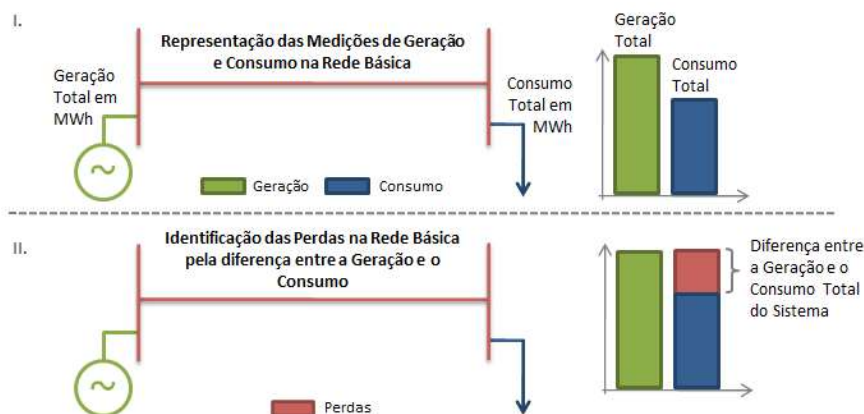 I.
Representação das Medições de Geração
e Consumo na Rede Básica
Geração
Total em
MWh
Consumo
Total em
MWh
Geração
Total
Consumo
Total
Geração
Consumo
II.
Identificação das Perdas na Rede Básica
pela diferença entre a Geração e o
Consumo
Diferença entre
a Geração e o
Consumo Total
do Sistema
Perdas